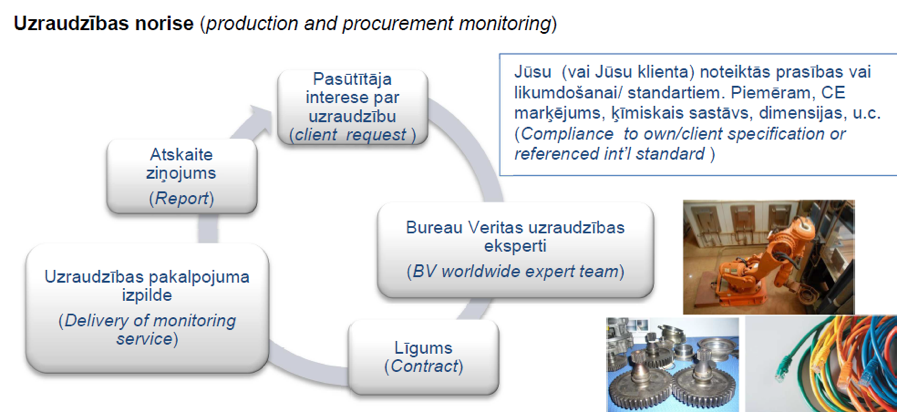 Uzraudzības norise (production and procurement monitoring)
Pasūtītāja
interese par
uzraudzību
(client request )
Jūsu (vai Jūsu klienta) noteiktās prasības vai
likumdošanai/ standartiem. Piemēram, CE
marķējums, ķīmiskais sastāvs, dimensijas, u.c.
(Compliance to own/client specification or
referenced int'l standard )
Bureau Veritas uzraudzības
eksperti
(BV worldwide expert team)
Līgums
(Contract)
Uzraudzības pakalpojuma
izpilde
(Delivery of monitoring
service)
Atskaite
ziņojums
(Report)